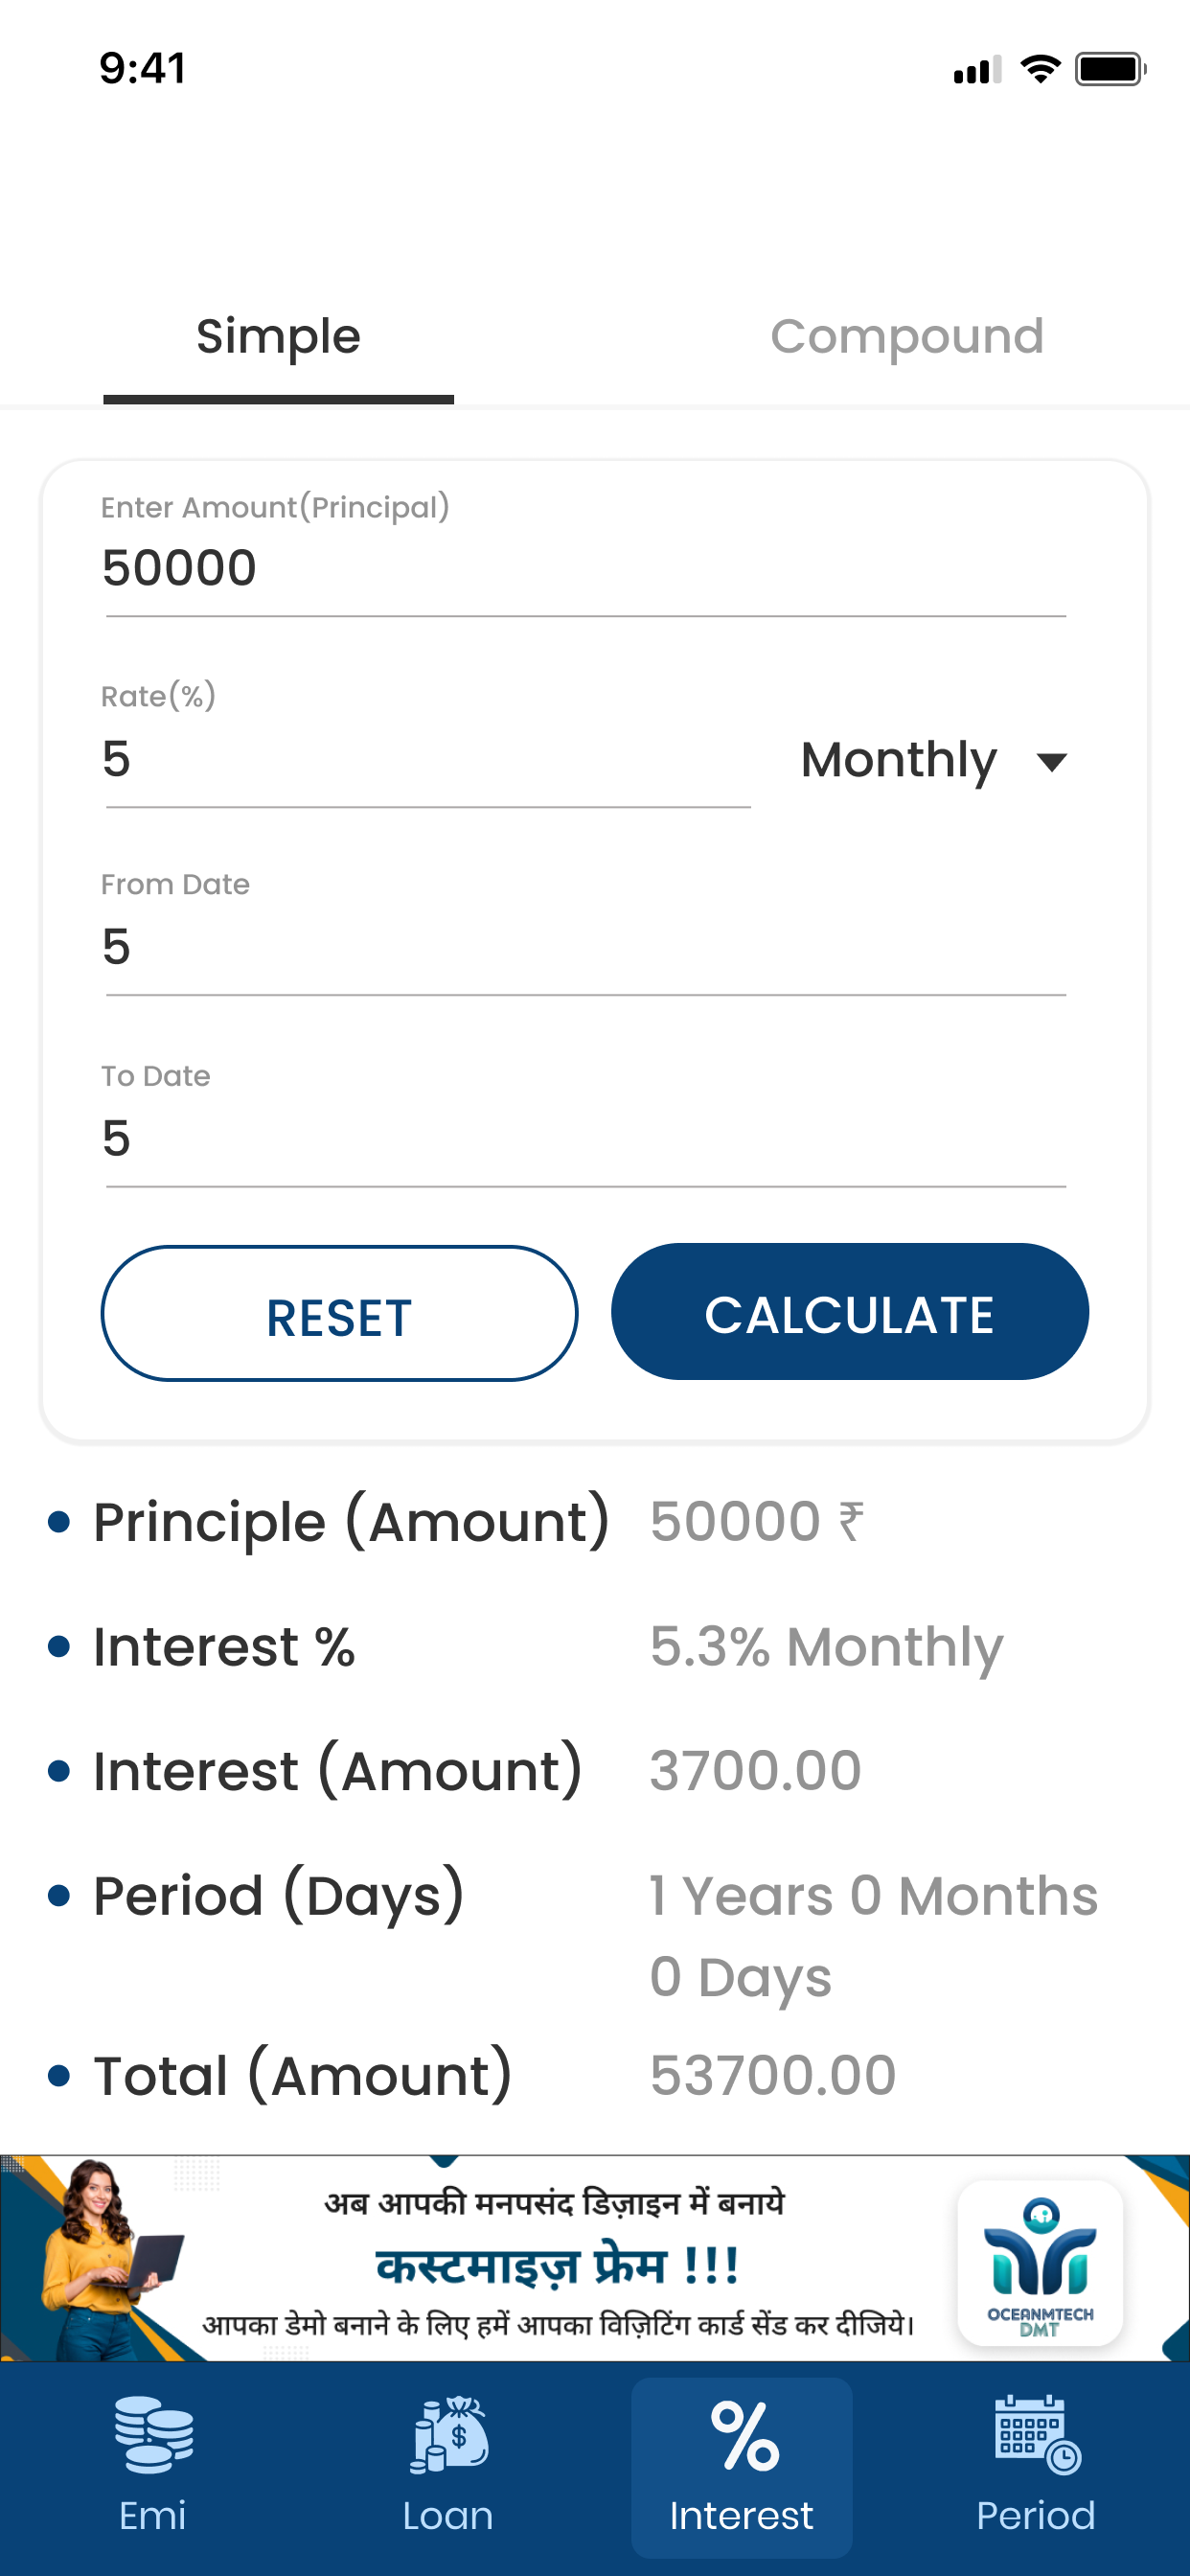 9:41
Simple
Compound
Enter Amount(Principal)
50000
Rate(%)
5
Monthly
From Date
5
To Date
5
RESET
CALCULATE
Principle (Amount) 50000 ₹
Interest % 5.3% Monthly
Interest (Amount) 3700.00
Period (Days) 1 Years 0 Months
0 Days
Total (Amount) 53700.00
अब आपकी मनपसंद डिज़ाइन में बनाये
कस्टमाइज़ फ्रेम !!!
आपका डेमो बनाने के लिए हमें आपका विज़िटिंग कार्ड सेंड कर दीजिये।
OCEANMTECH
DMT
Emi
Loan
Interest
Period